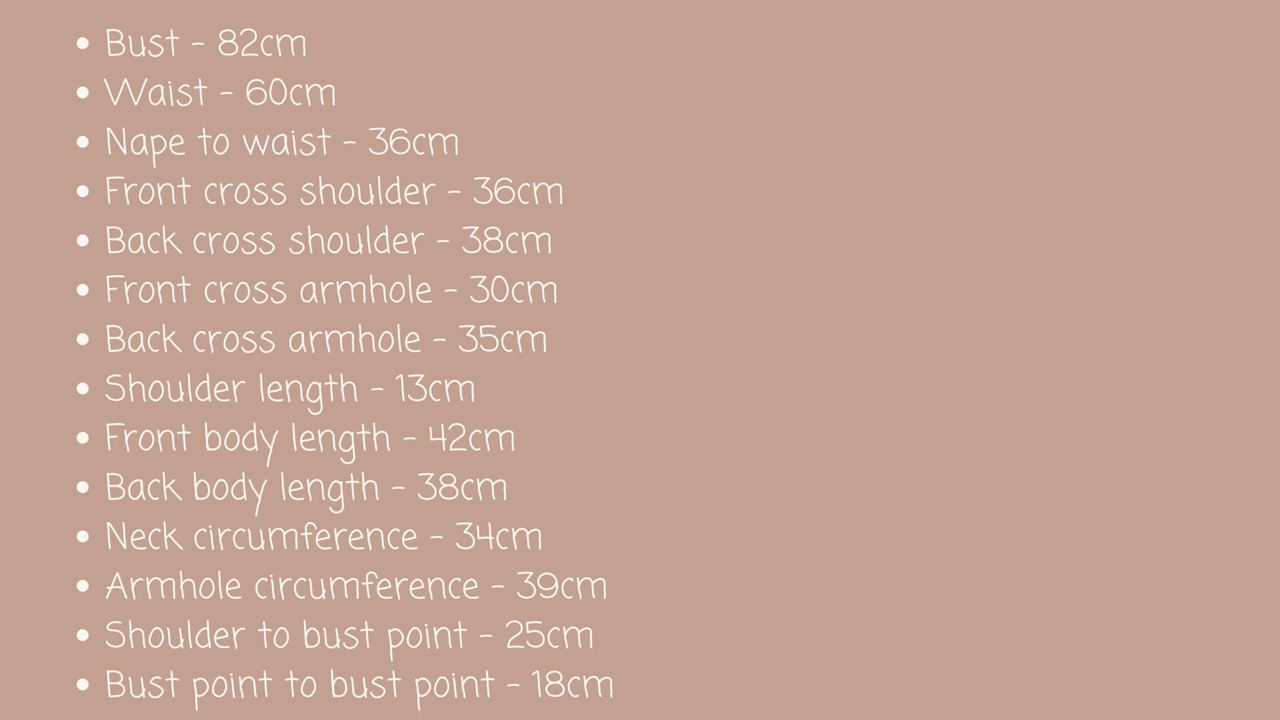 • Bust - 82cm
• Waist - 60cm
• Nape to waist - 36cm
• Front cross shoulder - 36cm
• Back cross shoulder - 38cm
• Front cross armhole - 30cm
• Back cross armhole - 35cm
• Shoulder length - 13cm
• Front body length - 42cm
• Back body length - 38cm
• Neck circumference - 34cm
• Armhole circumference - 39cm
• Shoulder to bust point - 25cm
• Bust point to bust point - 18cm